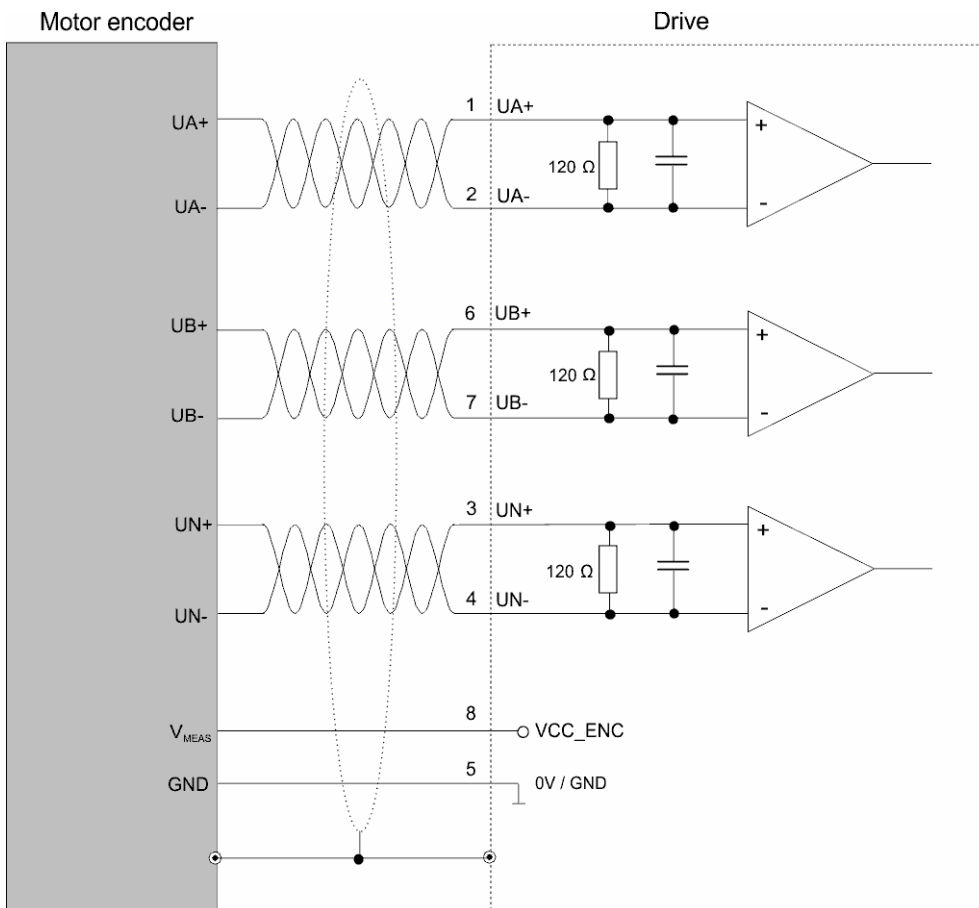 Motor encoder
Drive
UA+
1
UA+
120 Ω
+
-
UA-
2
UA-
UB+
6
UB+
120 Ω
+
-
UB-
7
UB-
UN+
3
UN+
120 Ω
+
-
UN-
4
UN-
VMEAS
8
VCC_ENC
GND
5
0V / GND